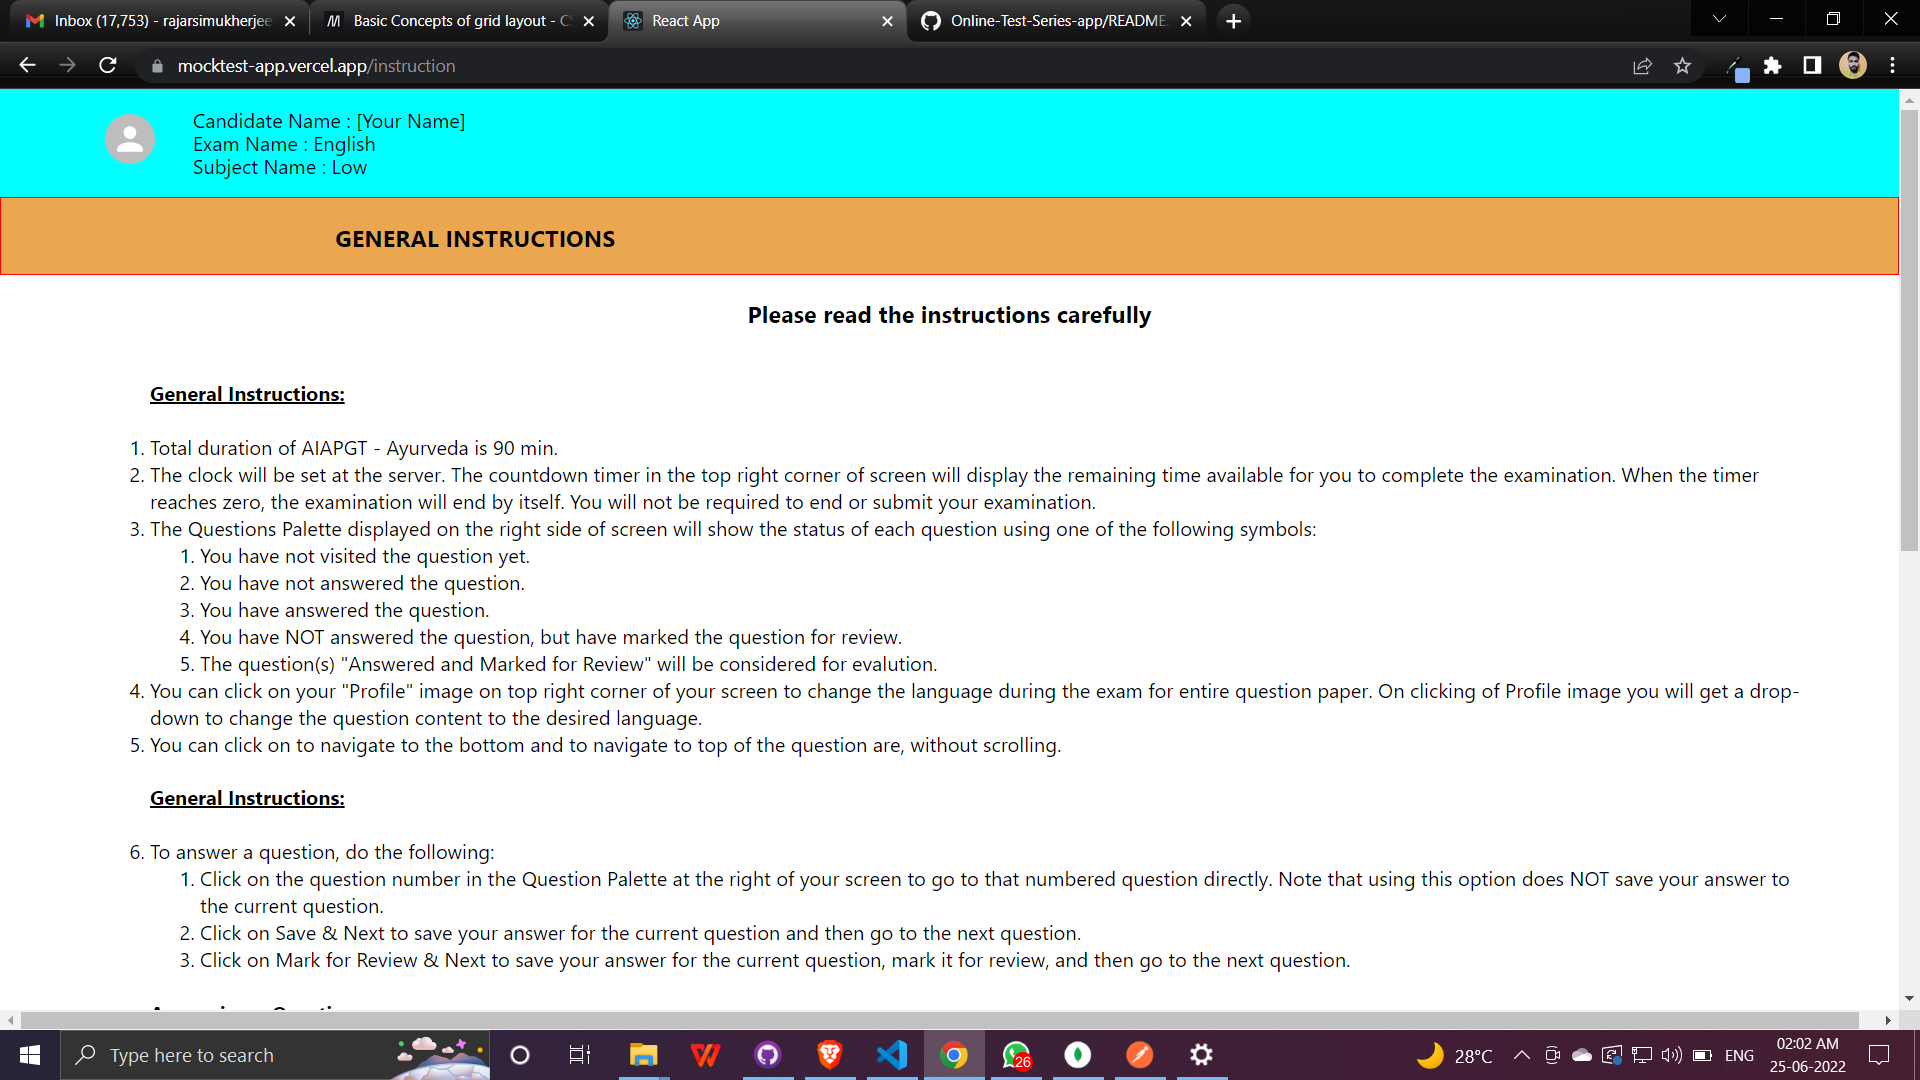 Inbox (17,753) - rajarsimukherjee
Basic Concepts of grid layout - CS
React App
Online-Test-Series-app/README.
mocktest-app.vercel.app/instruction
Candidate Name : [Your Name]
Exam Name : English
Subject Name : Low
GENERAL INSTRUCTIONS
Please read the instructions carefully
General Instructions:
1. Total duration of AIAPGT - Ayurveda is 90 min.
2. The clock will be set at the server. The countdown timer in the top right corner of screen will display the remaining time available for you to complete the examination. When the timer
reaches zero, the examination will end by itself. You will not be required to end or submit your examination.
3. The Questions Palette displayed on the right side of screen will show the status of each question using one of the following symbols:
1. You have not visited the question yet.
2. You have not answered the question.
3. You have answered the question.
4. You have NOT answered the question, but have marked the question for review.
5. The question(s) "Answered and Marked for Review" will be considered for evalution.
4. You can click on your "Profile" image on top right corner of your screen to change the language during the exam for entire question paper. On clicking of Profile image you will get a drop-
down to change the question content to the desired language.
5. You can click on to navigate to the bottom and to navigate to top of the question are, without scrolling.
General Instructions:
6. To answer a question, do the following:
1. Click on the question number in the Question Palette at the right of your screen to go to that numbered question directly. Note that using this option does NOT save your answer to
the current question.
2. Click on Save & Next to save your answer for the current question and then go to the next question.
3. Click on Mark for Review & Next to save your answer for the current question, mark it for review, and then go to the next question.
Type here to search
26
28°C
ENG
02:02 AM
25-06-2022